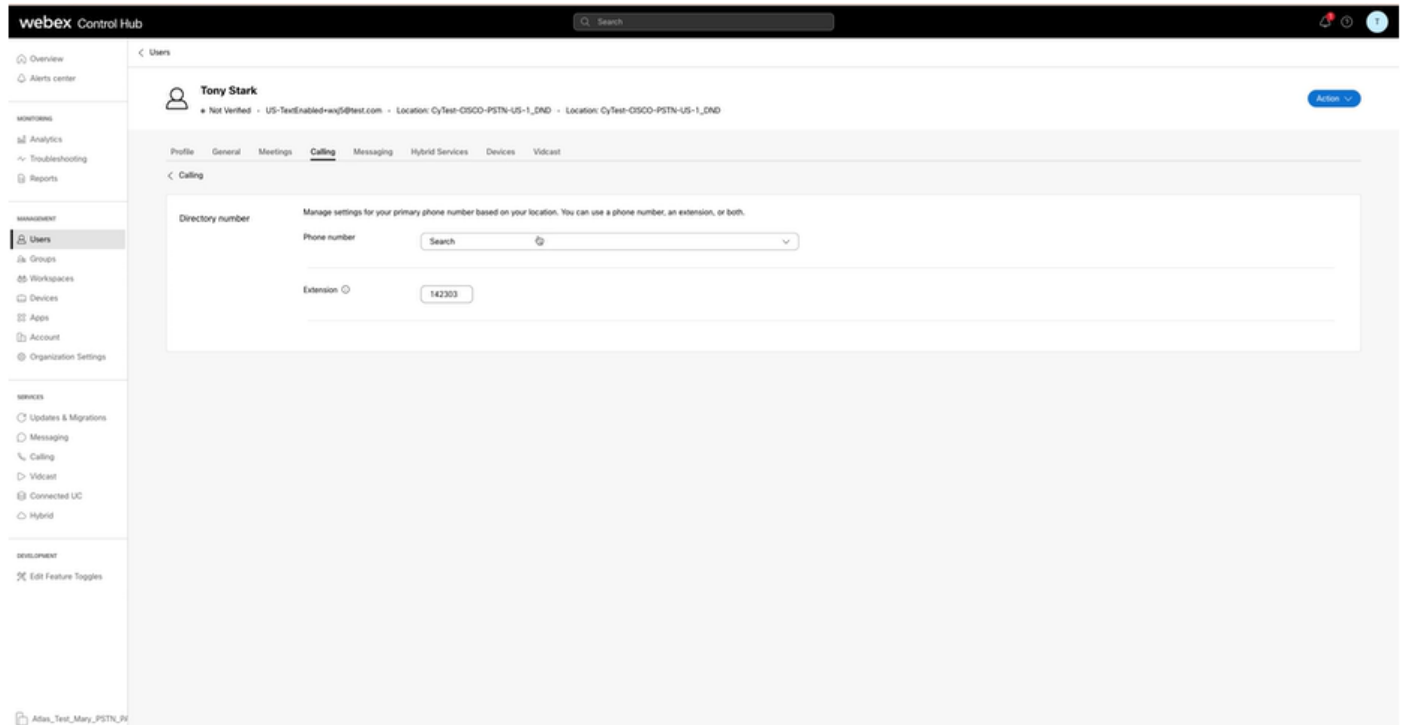 webex Control Hub
Search
T
Overview
Alerts center
MONITORING
Analytics
Troubleshooting
Reports
MANAGEMENT
Users
Groups
Workspaces
Devices
Apps
Account
Organization Settings
SERVICES
Updates & Migrations
Messaging
Calling
Vidcast
Connected UC
Hybrid
DEVELOPMENT
Edit Feature Toggles
Atlas_Test_Mary_PSTN_PA
Users
Tony Stark
Not Verified · US-TextEnabled+wxj5@test.com · Location: CyTest-CISCO-PSTN-US-1_DND · Location: CyTest-CISCO-PSTN-US-1_DND
Action
Profile General Meetings Calling Messaging Hybrid Services Devices Vidcast
Calling
Directory number
Manage settings for your primary phone number based on your location. You can use a phone number, an extension, or both.
Phone number Search
Extension 142303